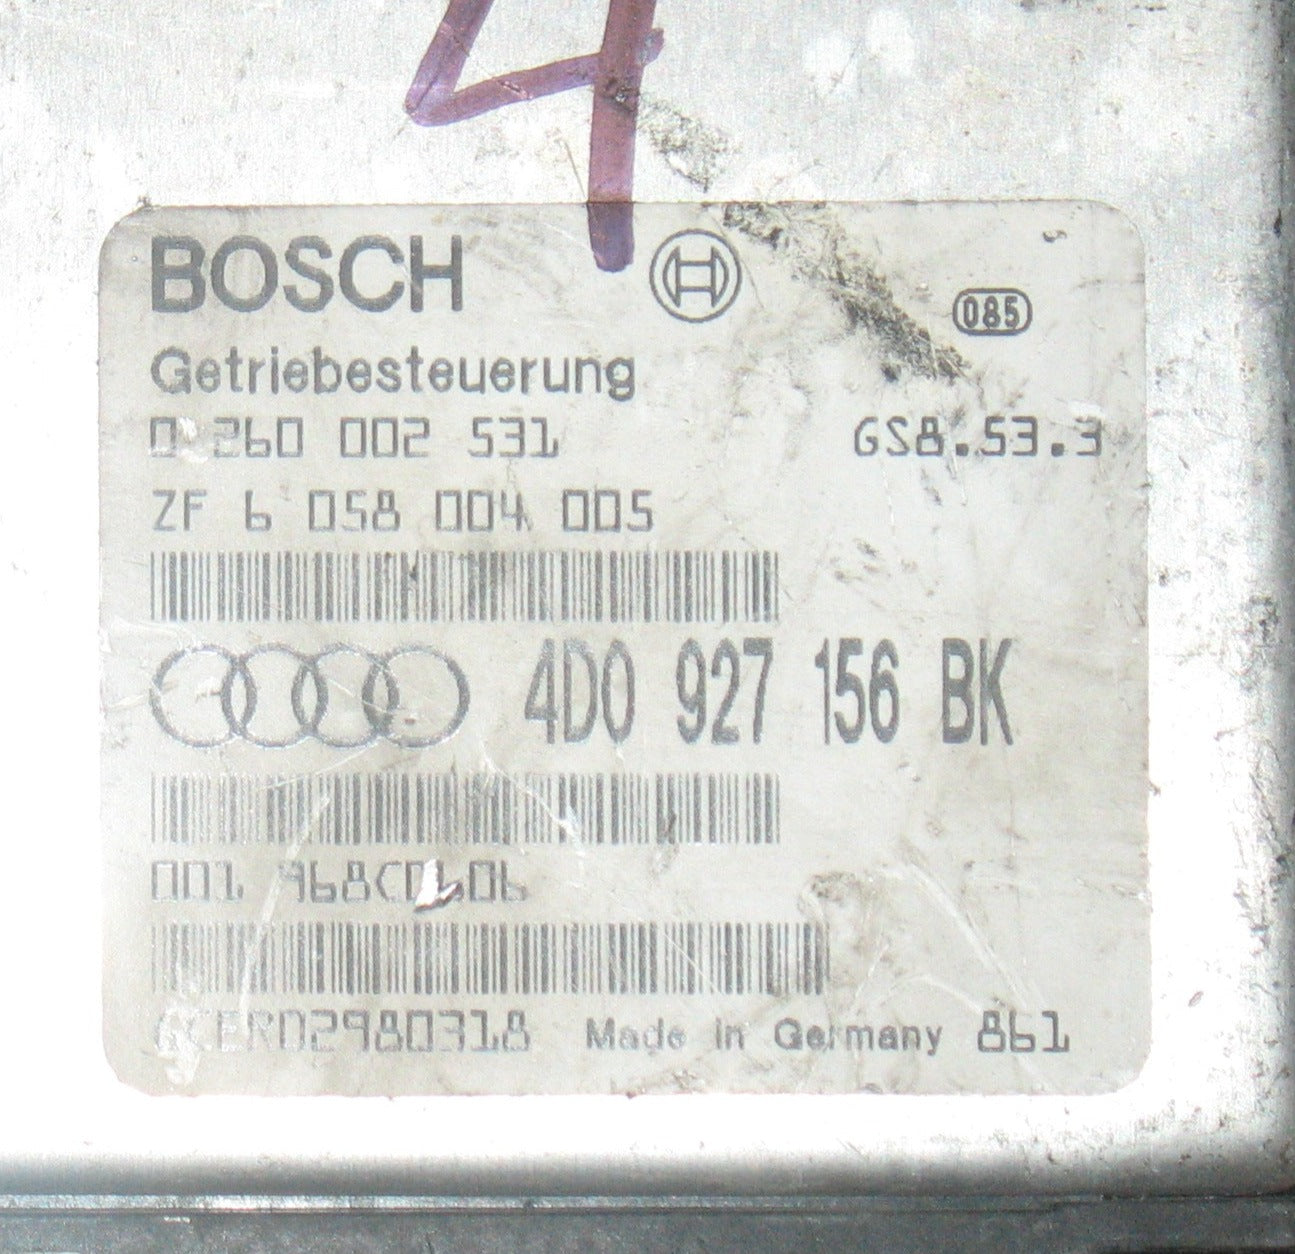 4
BOSCH 085
Getriebesteuerung
0 260 002 531 GS8.53.3
ZF 6 058 004 005
4D0 927 156 BK
001
Made in Germany 861